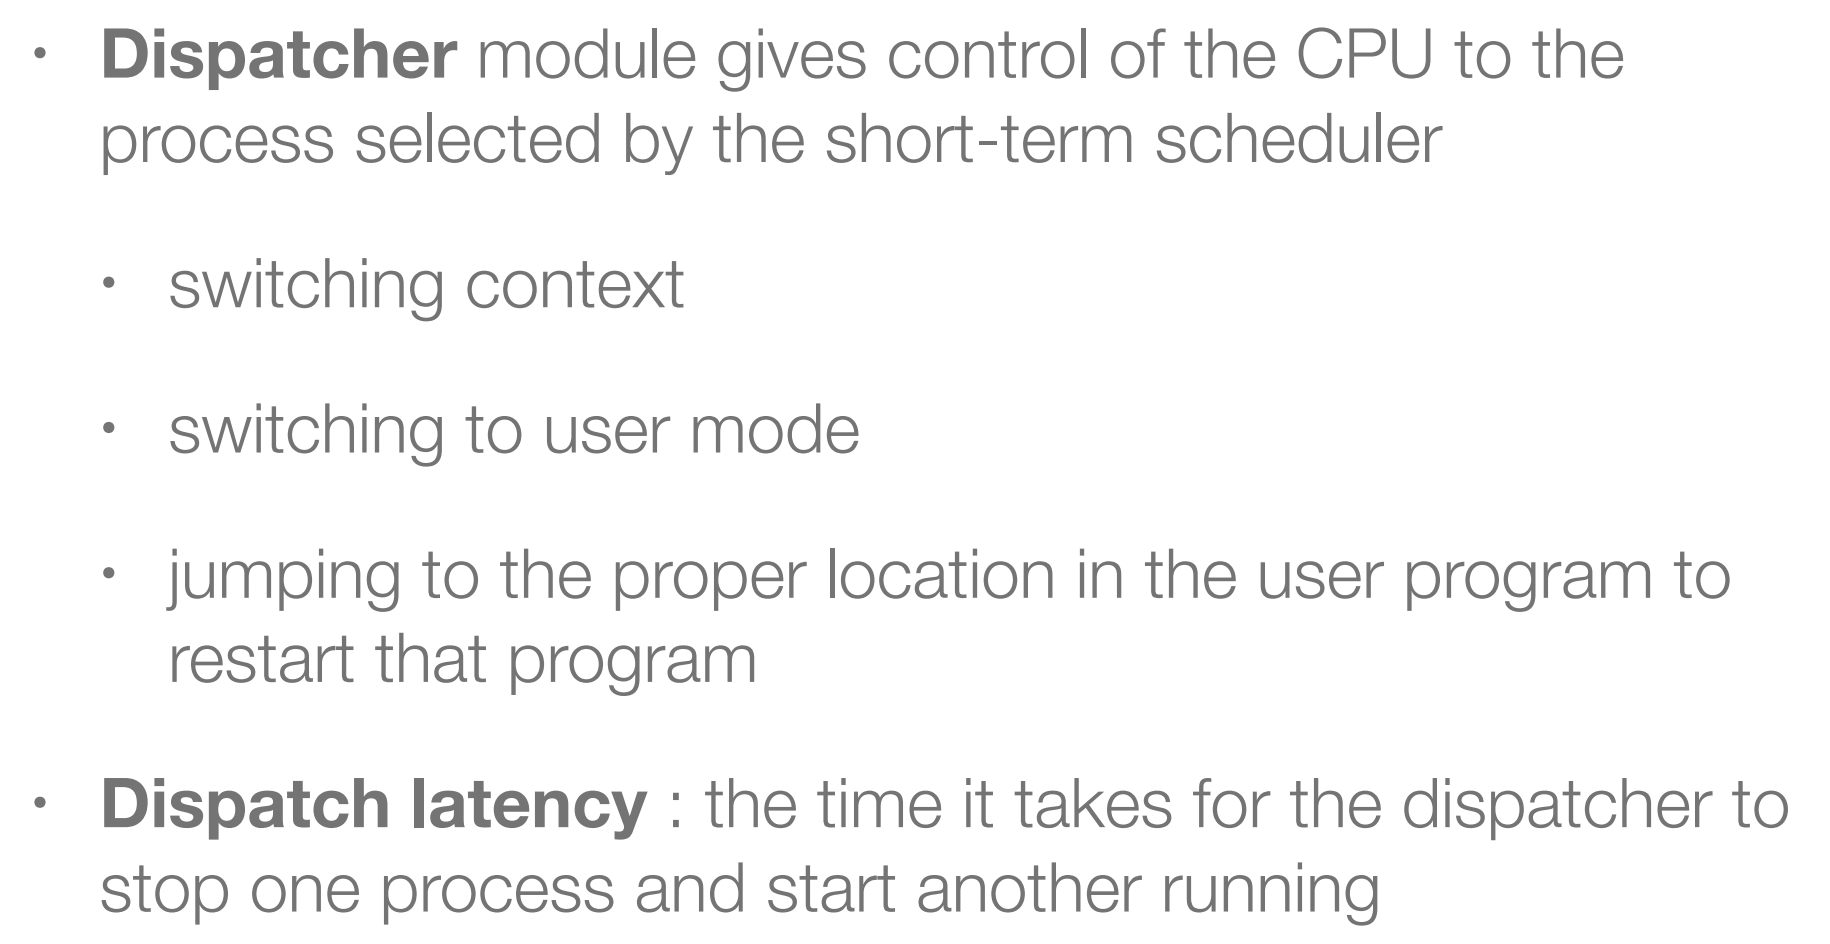 • Dispatcher module gives control of the CPU to the
process selected by the short-term scheduler
• switching context
• switching to user mode
• jumping to the proper location in the user program to
restart that program
• Dispatch latency : the time it takes for the dispatcher to
stop one process and start another running